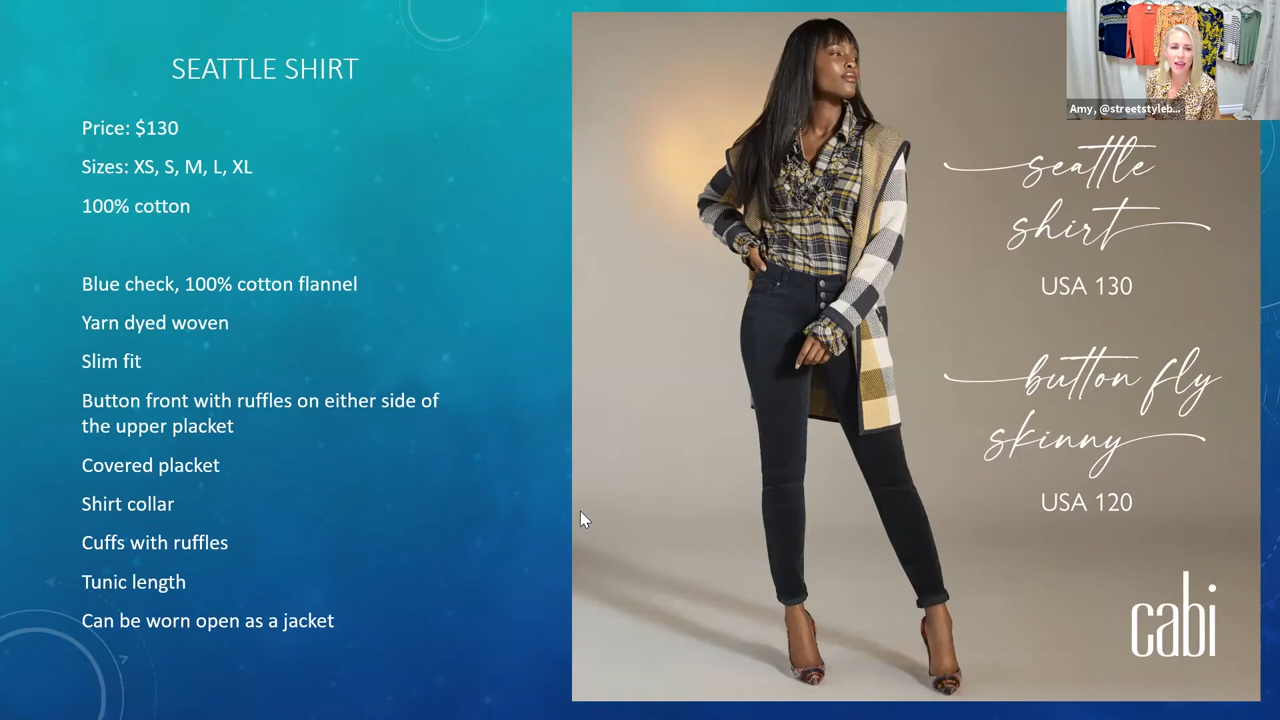 SEATTLE SHIRT
Price: $130
Sizes: XS, S, M, L, XL
100% cotton
Blue check, 100% cotton flannel
Yarn dyed woven
Slim fit
Button front with ruffles on either side of
the upper placket
Covered placket
Shirt collar
Cuffs with ruffles
Tunic length
Can be worn open as a jacket
Amy, @streetstyleb...
seattle
shirt
USA 130
button fly
skinny
USA 120
cabi